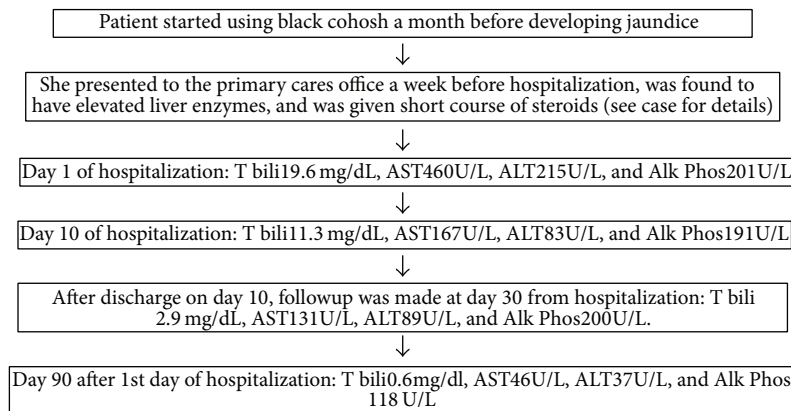 Patient started using black cohosh a month before developing jaundice
She presented to the primary cares office a week before hospitalization, was found to
have elevated liver enzymes, and was given short course of steroids (see case for details)
Day 1 of hospitalization: T bili19.6 mg/dL, AST460U/L, ALT215U/L, and Alk Phos201U/L
Day 10 of hospitalization: T bili11.3 mg/dL, AST167U/L, ALT83U/L, and Alk Phos191U/L
After discharge on day 10, followup was made at day 30 from hospitalization: T bili
2.9 mg/dL, AST131U/L, ALT89U/L, and Alk Phos200U/L.
Day 90 after 1st day of hospitalization: T bili0.6mg/dl, AST46U/L, ALT37U/L, and Alk Phos
118 U/L